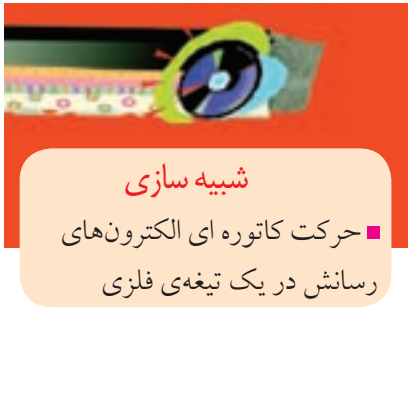 شبیه سازی
■ حرکت کاتوره ای الکترون‌های
رسانش در یک تیغه‌ی فلزی